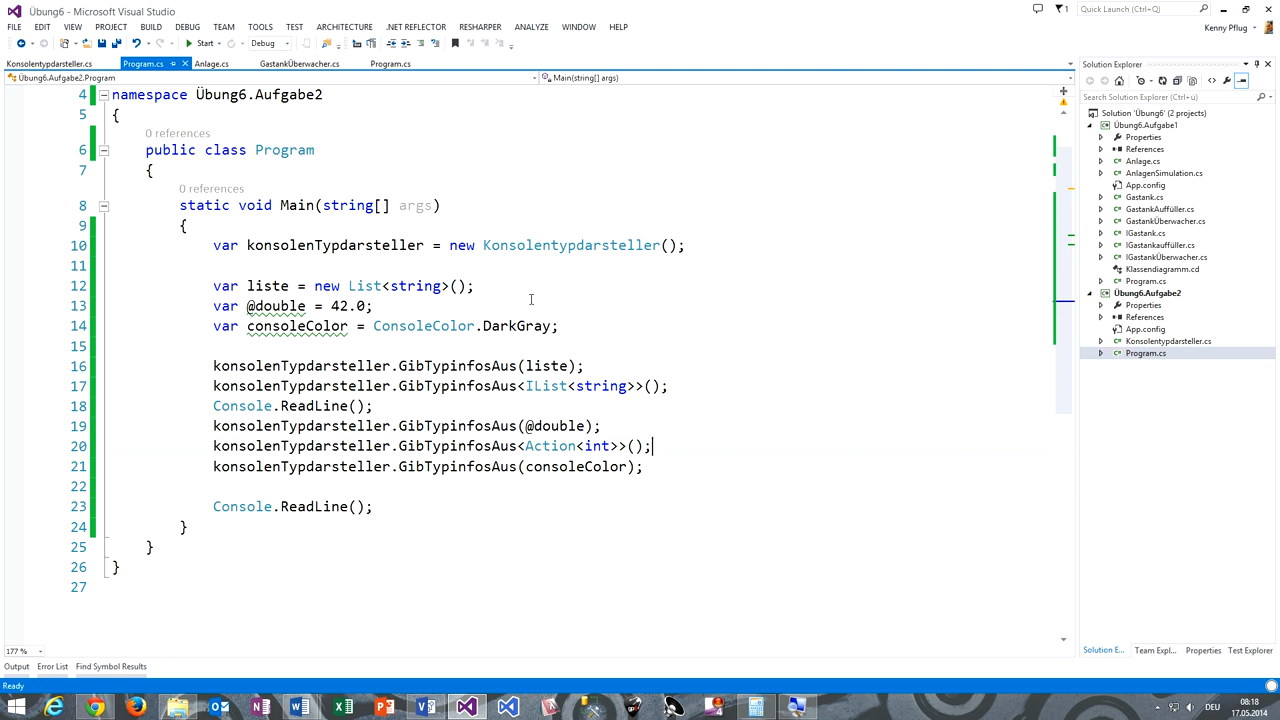 Übung6 - Microsoft Visual Studio
Quick Launch (Ctrl+Q)
FILE EDIT VIEW PROJECT BUILD DEBUG TEAM TOOLS TEST ARCHITECTURE .NET REFLECTOR RESHARPER ANALYZE WINDOW HELP
Kenny Pflug
Start Debug
Konsolentypdarsteller.cs Program.cs Anlage.cs GastankÜberwacher.cs Program.cs
Übung6.Aufgabe2.Program Main(string[] args)
4 namespace Übung6.Aufgabe2
5 {
0 references
6 public class Program
7 {
0 references
8 static void Main(string[] args)
9 {
10 var konsolenTypdarsteller = new Konsolentypdarsteller();
11
12 var liste = new List<string>();
13 var @double = 42.0;
14 var consoleColor = ConsoleColor.DarkGray;
15
16 konsolenTypdarsteller.GibTypinfosAus(liste);
17 konsolenTypdarsteller.GibTypinfosAus<IList<string>>();
18 Console.ReadLine();
19 konsolenTypdarsteller.GibTypinfosAus(@double);
20 konsolenTypdarsteller.GibTypinfosAus<Action<int>>();
21 konsolenTypdarsteller.GibTypinfosAus(consoleColor);
22
23 Console.ReadLine();
24 }
25 }
26 }
27
177 %
Output Error List Find Symbol Results
Ready
Solution Explorer
Search Solution Explorer (Ctrl+ü)
Solution 'Übung6' (2 projects)
Übung6.Aufgabe1
Properties
References
Anlage.cs
AnlagenSimulation.cs
App.config
Gastank.cs
GastankAuffüller.cs
GastankÜberwacher.cs
IGastank.cs
IGastankauffüller.cs
IGastankÜberwacher.cs
Klassendiagramm.cd
Program.cs
Übung6.Aufgabe2
Properties
References
App.config
Konsolentypdarsteller.cs
Program.cs
Solution E... Team Expl... Properties Test Explorer
DEU
08:18
17.05.2014